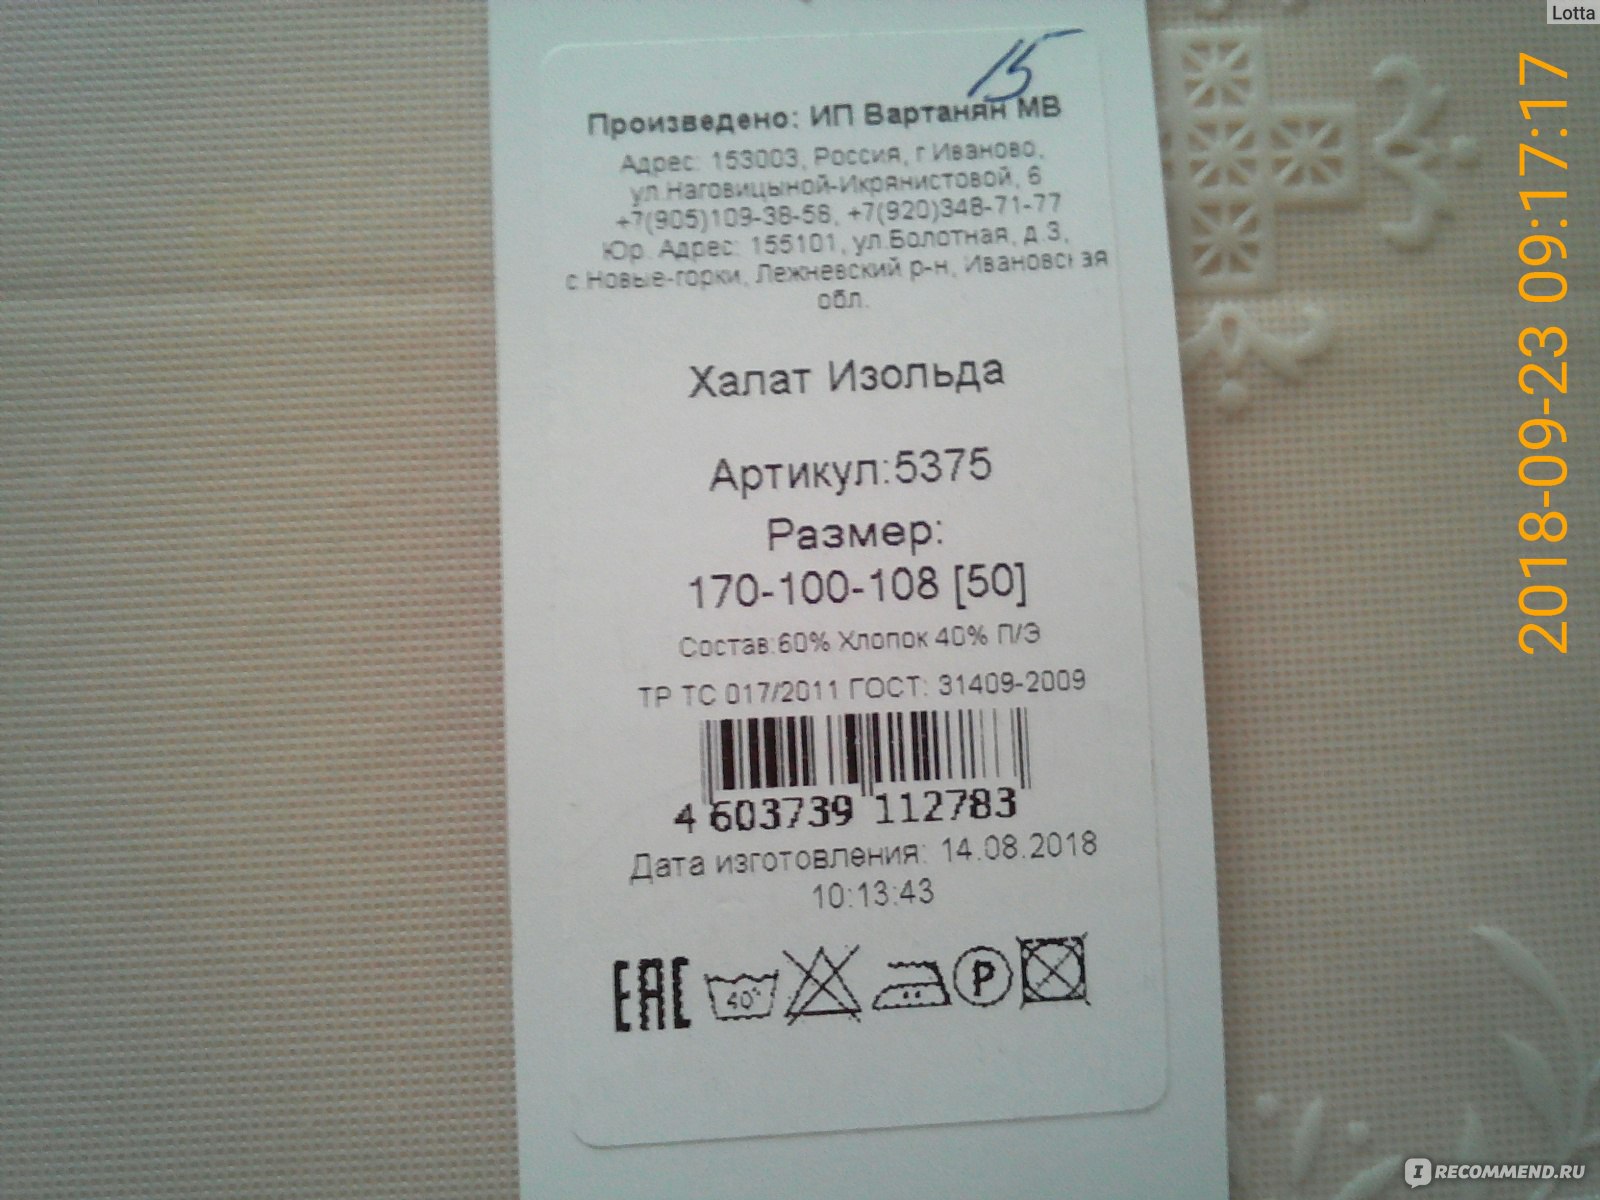 Lotta
15
Произведено: ИП Вартанян МВ
Адрес: 153003, Россия, г.Иваново,
ул.Наговицыной-Икрянистовой, 6
+7(905)109-38-56, +7(920)348-71-77
Юр. Адрес: 155101, ул.Болотная, д.3,
с.Новые-горки, Лежневский р-н, Ивановская
обл.
Халат Изольда
Артикул:5375
Размер:
170-100-108 [50]
Состав:60% Хлопок 40% П/Э
ТР ТС 017/2011 ГОСТ: 31409-2009
4 603739 112783
Дата изготовления: 14.08.2018
10:13:43
EAC 40° P
2018-09-23 09:17:17
IRECOMMEND.RU